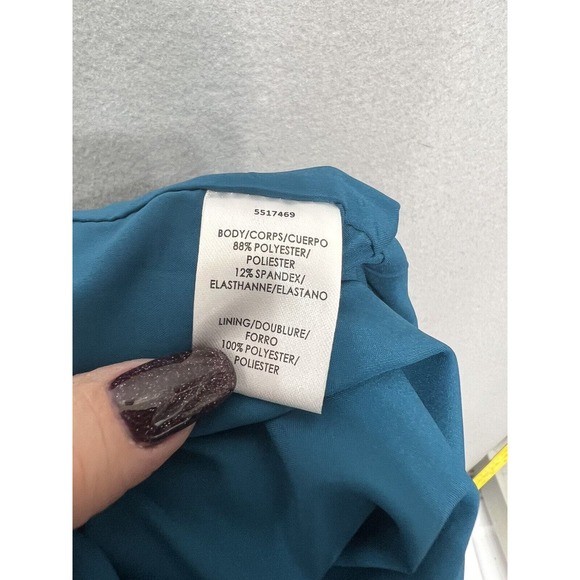 5517469
BODY/CORPS/CUERPO
88% POLYESTER/
POLIESTER
12% SPANDEX/
ELASTHANNE/ELASTANO
LINING/DOUBLURE/
FORRO
100% POLYESTER/
POLIESTER